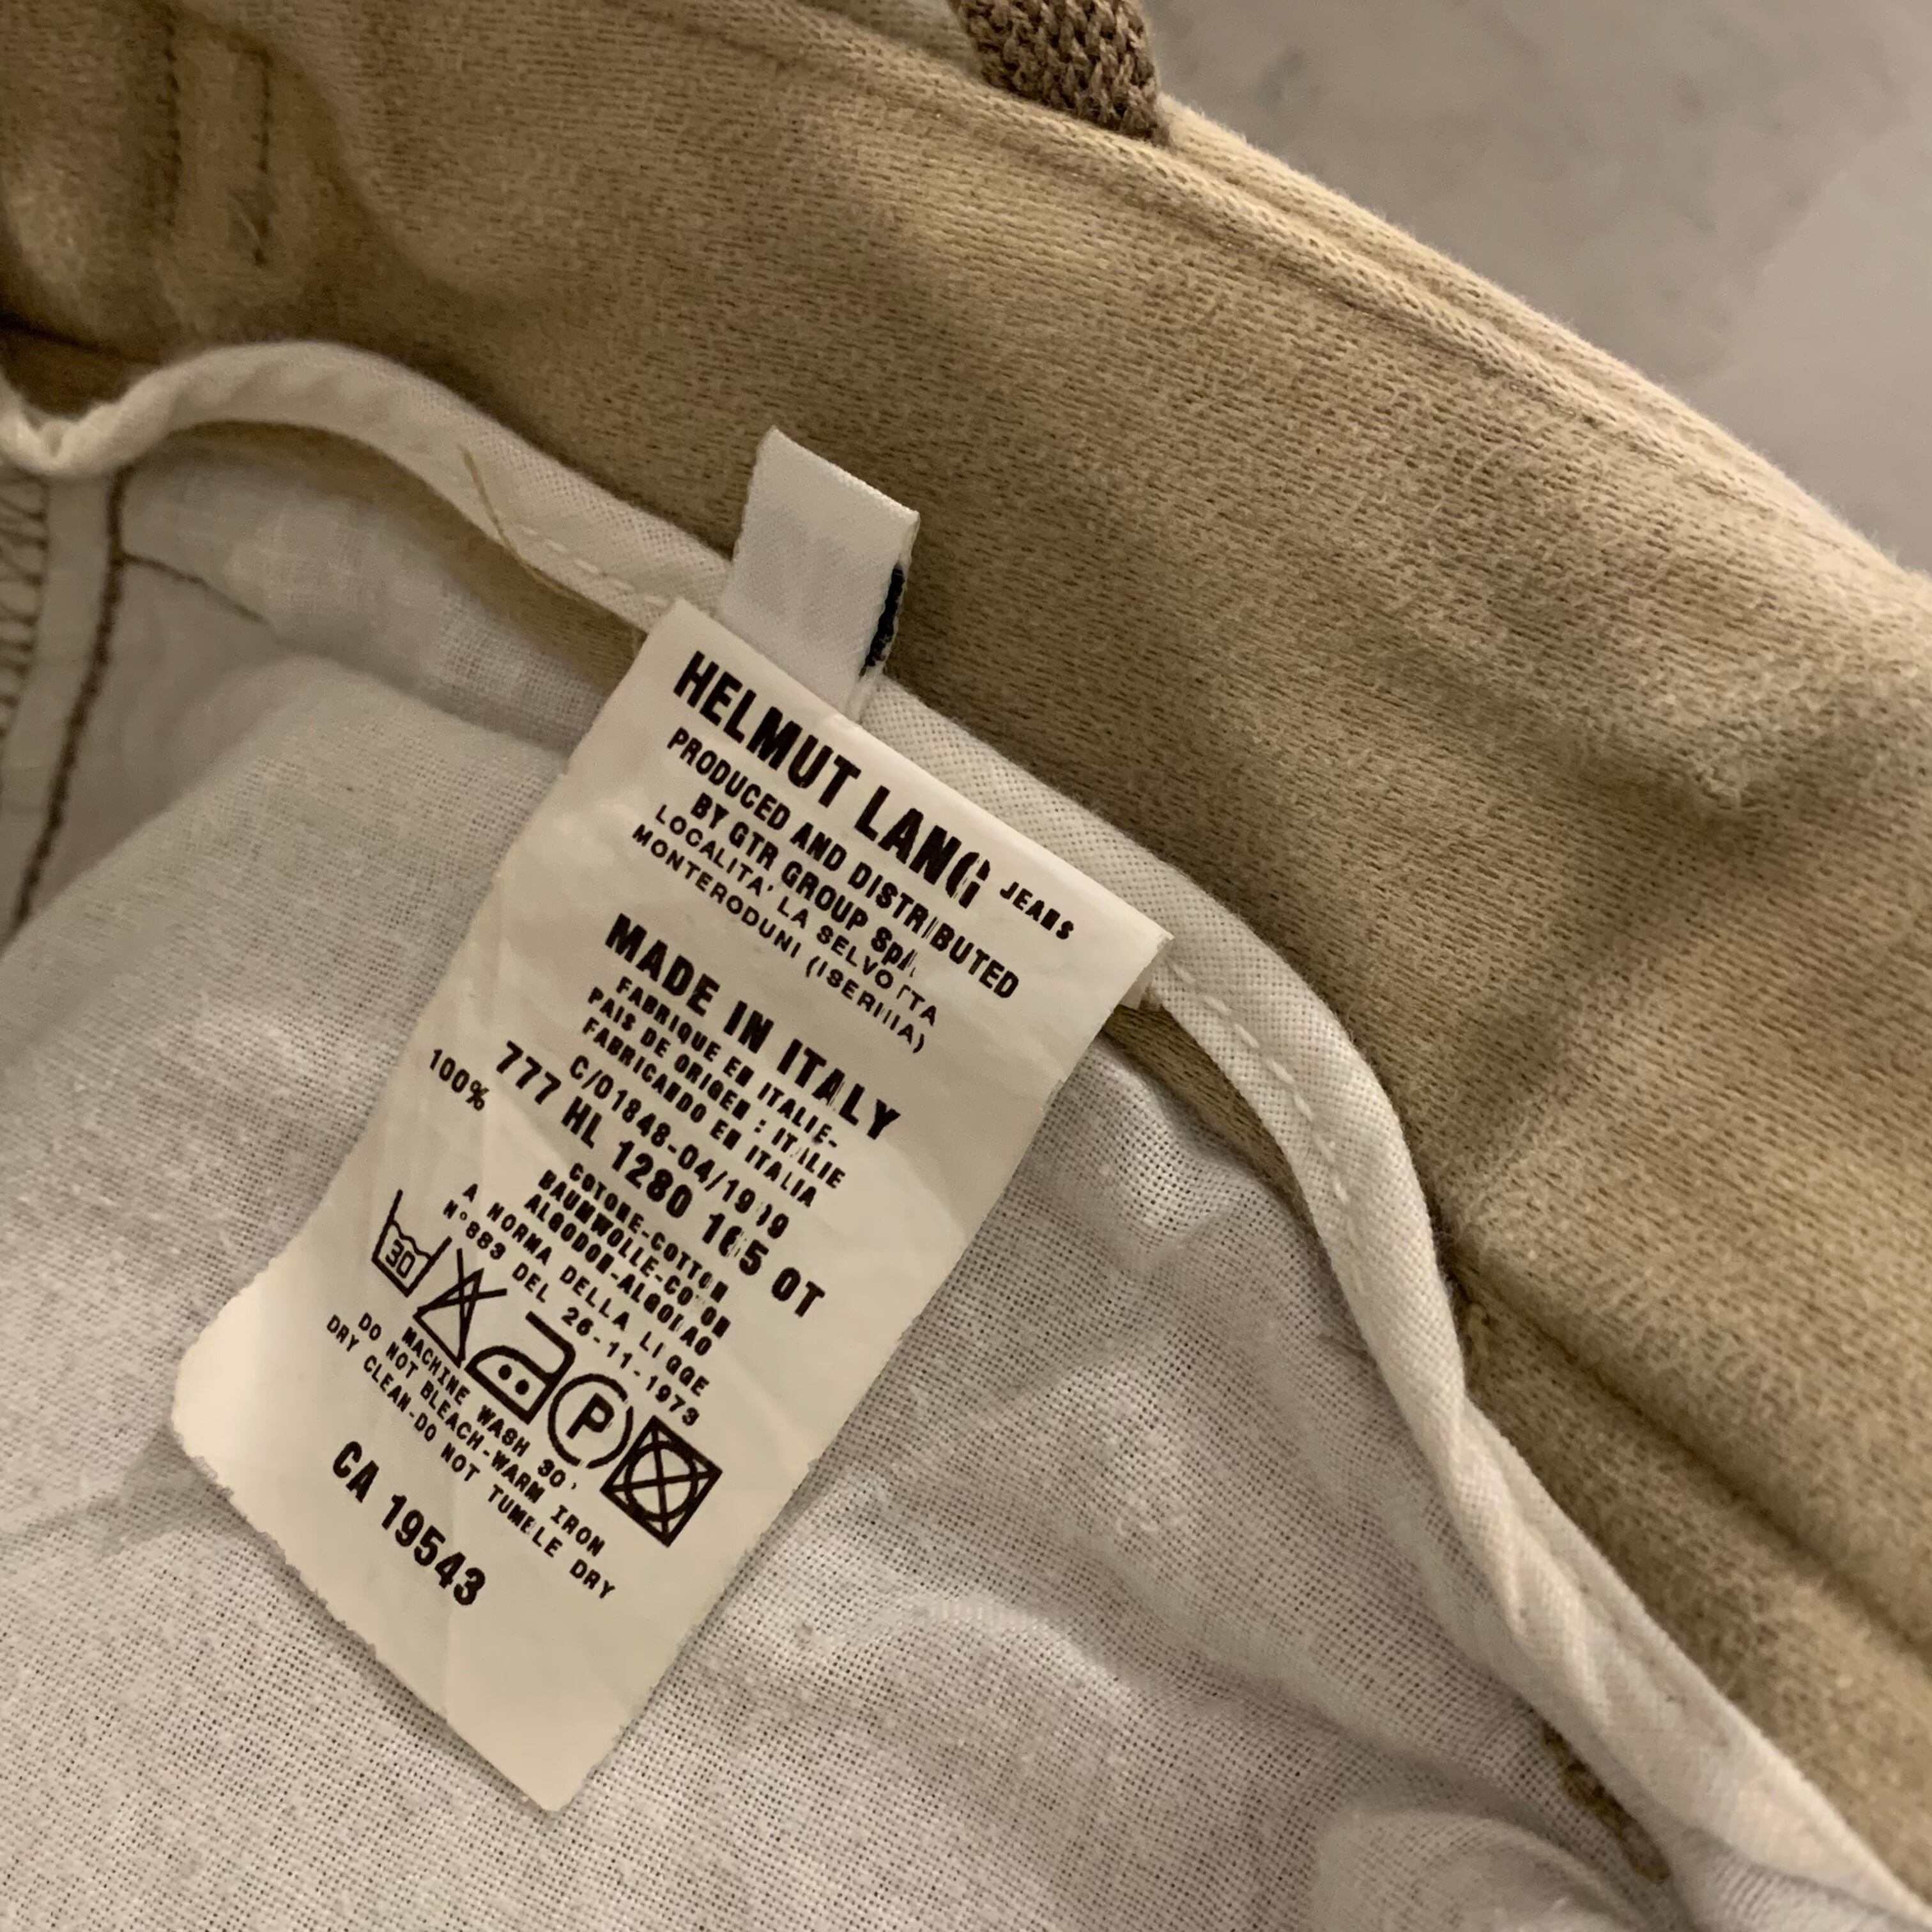 HELMUT LANG JEANS
PRODUCED AND DISTRIBUTED
BY GTR GROUP SpA
LOCALITA' LA SELVOTTA
MONTERODUNI (ISERNIA)
MADE IN ITALY
FABRIQUE EN ITALIE-
PAIS DE ORIGEN : ITALIE
FABRICANDO EN ITALIA
C/01848-04/1999
777 HL 1280 165 OT
100%
COTONE-COTTON
BAUMWOLLE-COTON
ALGODON-ALGODAO
A NORMA DELLA LEGGE
N°883 DEL 26-11-1973
30
P
MACHINE WASH 30'
DO NOT BLEACH-WARM IRON
DRY CLEAN-DO NOT TUMBLE DRY
CA 19543